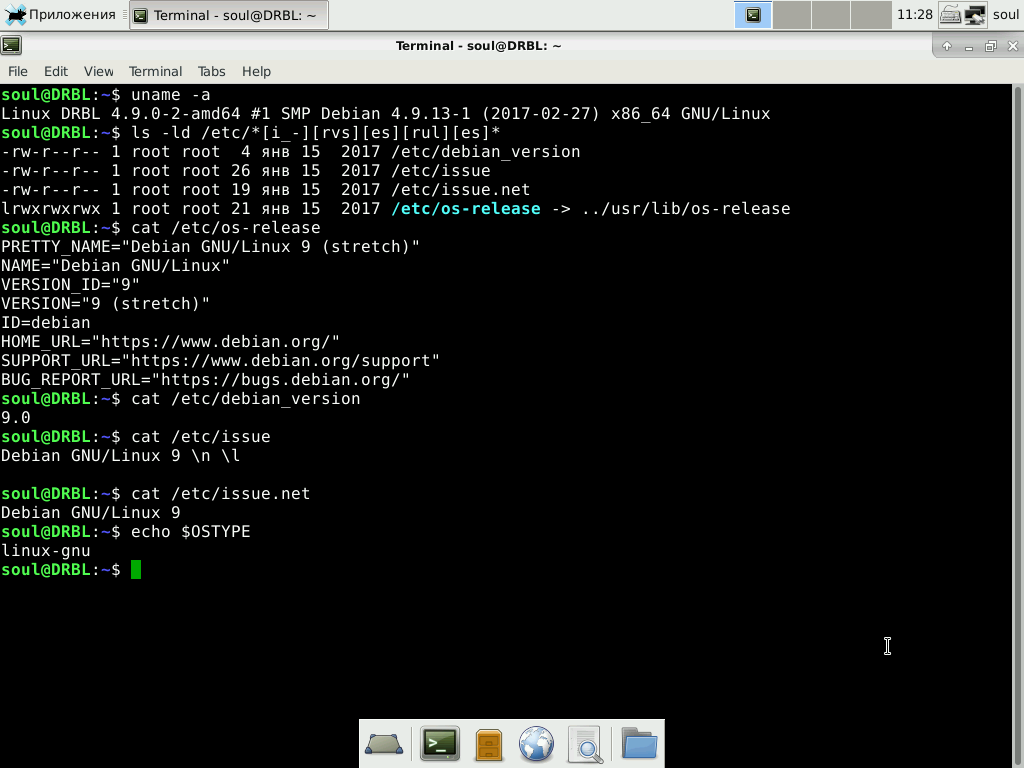 Приложения Terminal - soul@DRBL: ~ 11:28 soul
Terminal - soul@DRBL: ~
File Edit View Terminal Tabs Help
soul@DRBL:~$ uname -a
Linux DRBL 4.9.0-2-amd64 #1 SMP Debian 4.9.13-1 (2017-02-27) x86_64 GNU/Linux
soul@DRBL:~$ ls -ld /etc/*[i_-][rvs][es][rul][es]*
-rw-r--r-- 1 root root  4 янв 15  2017 /etc/debian_version
-rw-r--r-- 1 root root 26 янв 15  2017 /etc/issue
-rw-r--r-- 1 root root 19 янв 15  2017 /etc/issue.net
lrwxrwxrwx 1 root root 21 янв 15  2017 /etc/os-release -> ../usr/lib/os-release
soul@DRBL:~$ cat /etc/os-release
PRETTY_NAME="Debian GNU/Linux 9 (stretch)"
NAME="Debian GNU/Linux"
VERSION_ID="9"
VERSION="9 (stretch)"
ID=debian
HOME_URL="https://www.debian.org/"
SUPPORT_URL="https://www.debian.org/support"
BUG_REPORT_URL="https://bugs.debian.org/"
soul@DRBL:~$ cat /etc/debian_version
9.0
soul@DRBL:~$ cat /etc/issue
Debian GNU/Linux 9 \n \l
soul@DRBL:~$ cat /etc/issue.net
Debian GNU/Linux 9
soul@DRBL:~$ echo $OSTYPE
linux-gnu
soul@DRBL:~$